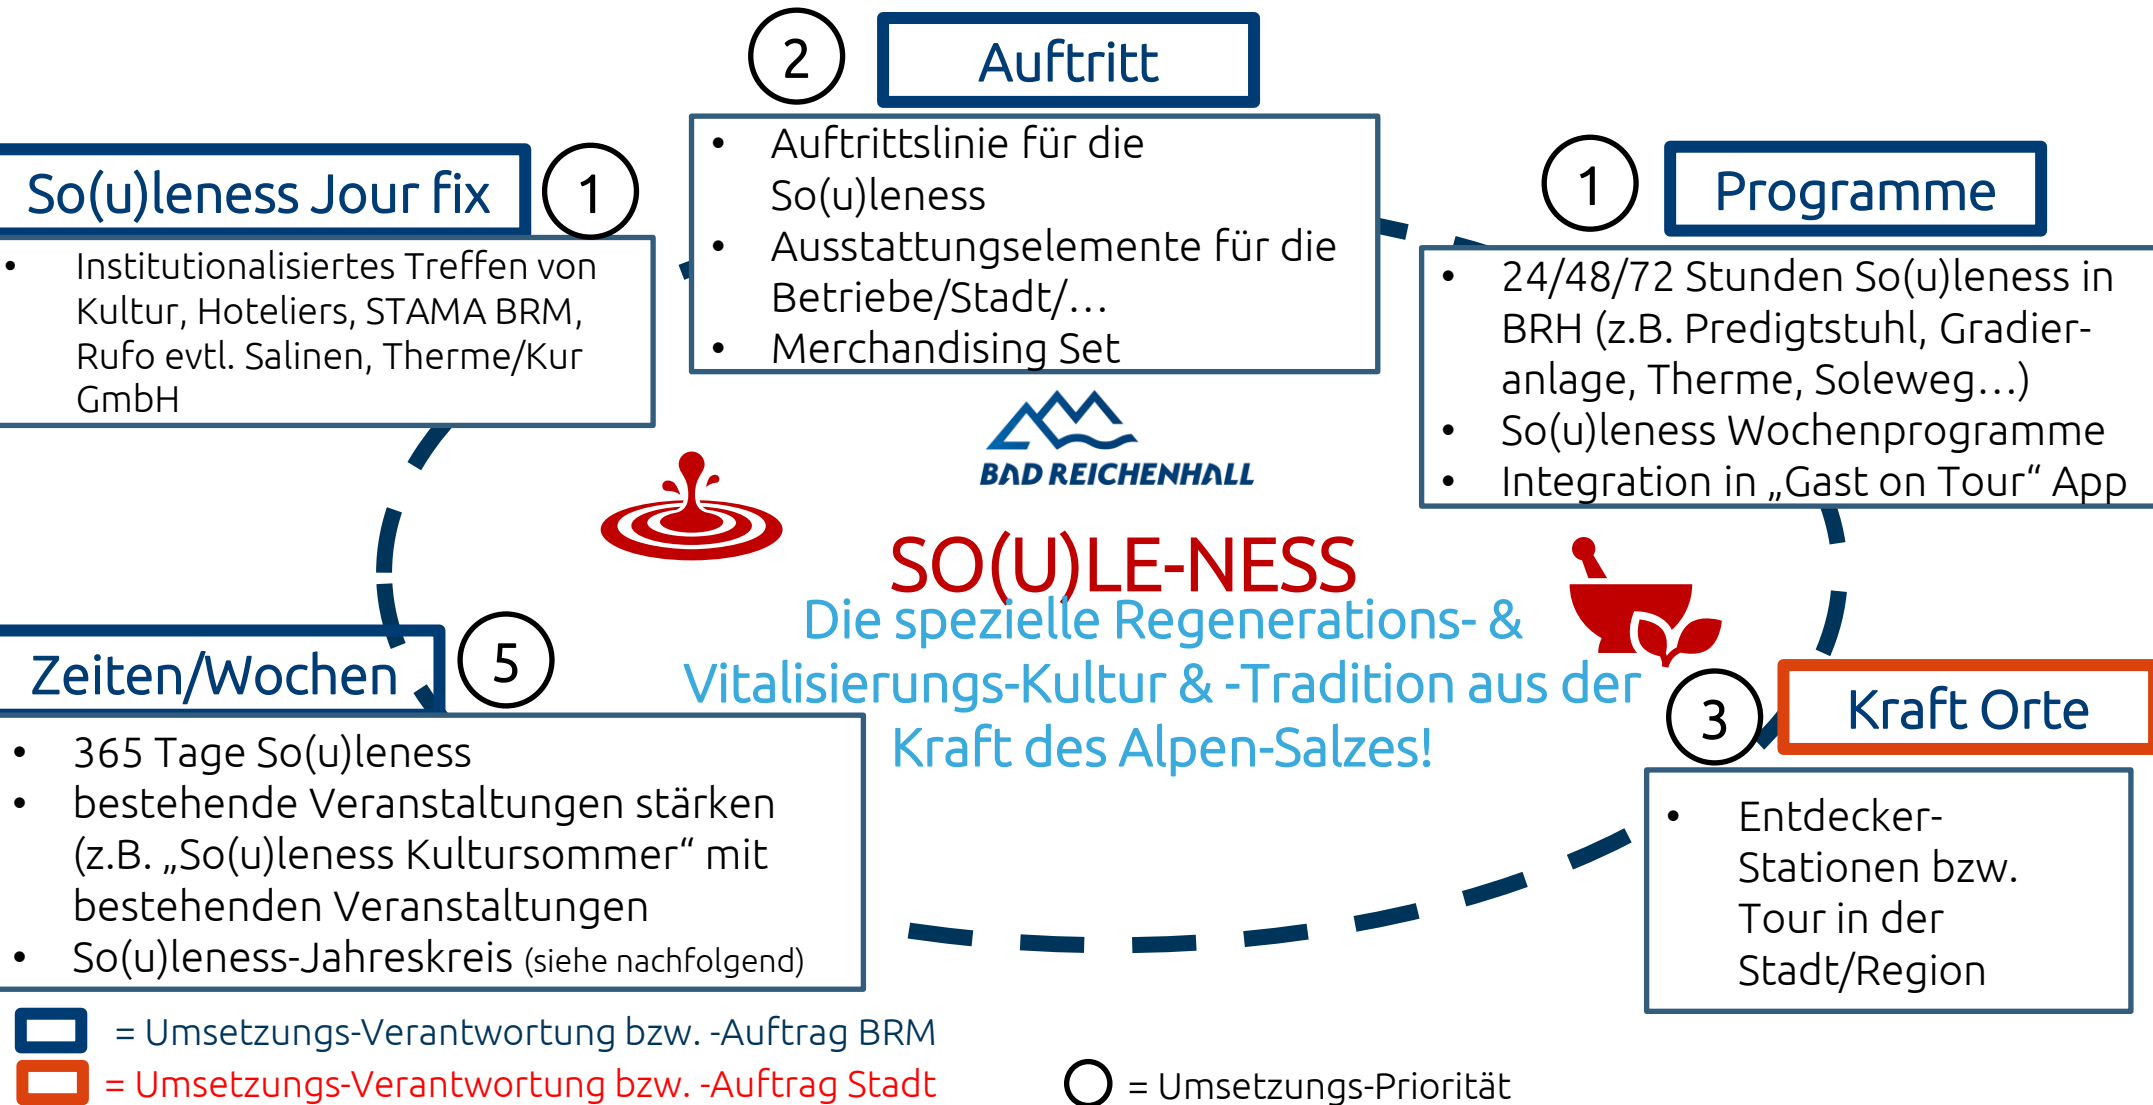 2
Auftritt
• Auftrittslinie für die
So(u)leness
• Ausstattungselemente für die
Betriebe/Stadt/…
• Merchandising Set
So(u)leness Jour fix
1
• Institutionalisiertes Treffen von
Kultur, Hoteliers, STAMA BRM,
Rufo evtl. Salinen, Therme/Kur
GmbH
1
Programme
• 24/48/72 Stunden So(u)leness in
BRH (z.B. Predigtstuhl, Gradier-
anlage, Therme, Soleweg…)
• So(u)leness Wochenprogramme
• Integration in „Gast on Tour“ App
BAD REICHENHALL
SO(U)LE-NESS
Die spezielle Regenerations- &
Vitalisierungs-Kultur & -Tradition aus der
Kraft des Alpen-Salzes!
Zeiten/Wochen
5
• 365 Tage So(u)leness
• bestehende Veranstaltungen stärken
(z.B. „So(u)leness Kultursommer“ mit
bestehenden Veranstaltungen
• So(u)leness-Jahreskreis (siehe nachfolgend)
3
Kraft Orte
• Entdecker-
Stationen bzw.
Tour in der
Stadt/Region
= Umsetzungs-Verantwortung bzw. -Auftrag BRM
= Umsetzungs-Verantwortung bzw. -Auftrag Stadt
= Umsetzungs-Priorität